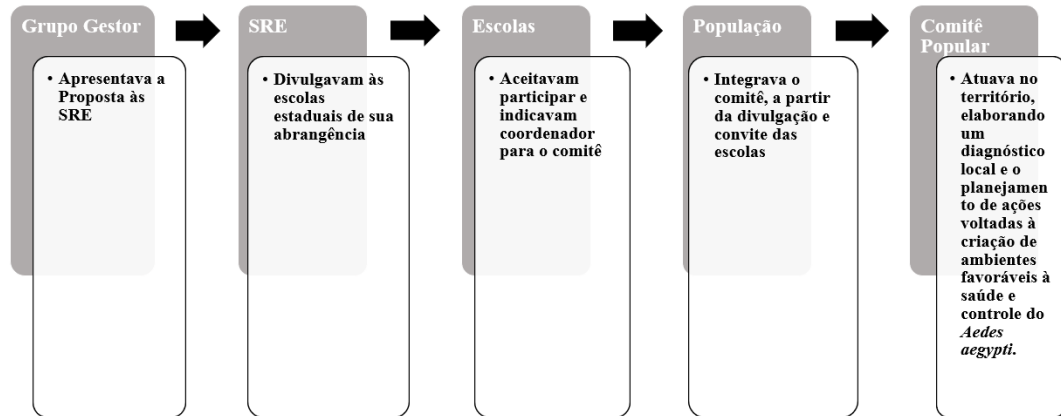 Grupo Gestor
• Apresentava a
Proposta às
SRE
SRE
• Divulgavam às
escolas
estaduais de sua
abrangência
Escolas
• Aceitavam
participar e
indicavam
coordenador
para o comitê
População
• Integrava o
comitê, a partir
da divulgação e
convite das
escolas
Comitê
Popular
• Atuava no
território,
elaborando
um
diagnóstico
local e o
planejamen
to de ações
voltadas à
criação de
ambientes
favoráveis à
saúde e
controle do
Aedes
aegypti.